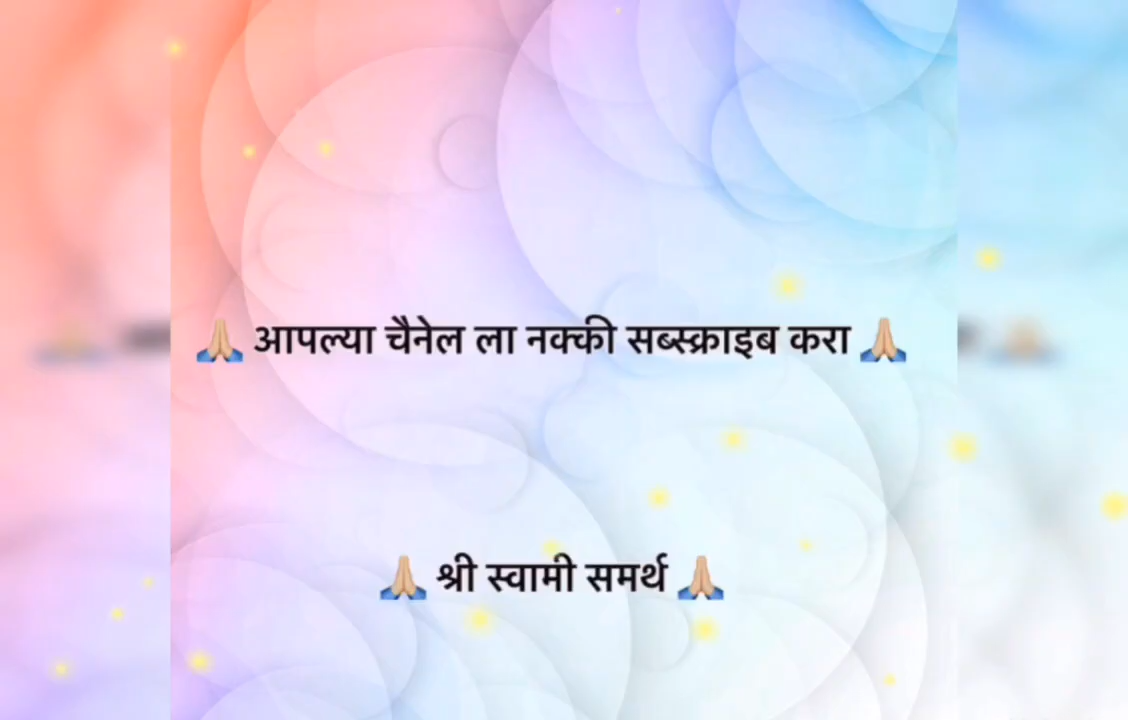 🙏🏼 आपल्या चैनेल ला नक्की सब्स्क्राइब करा 🙏🏼
🙏🏼 श्री स्वामी समर्थ 🙏🏼